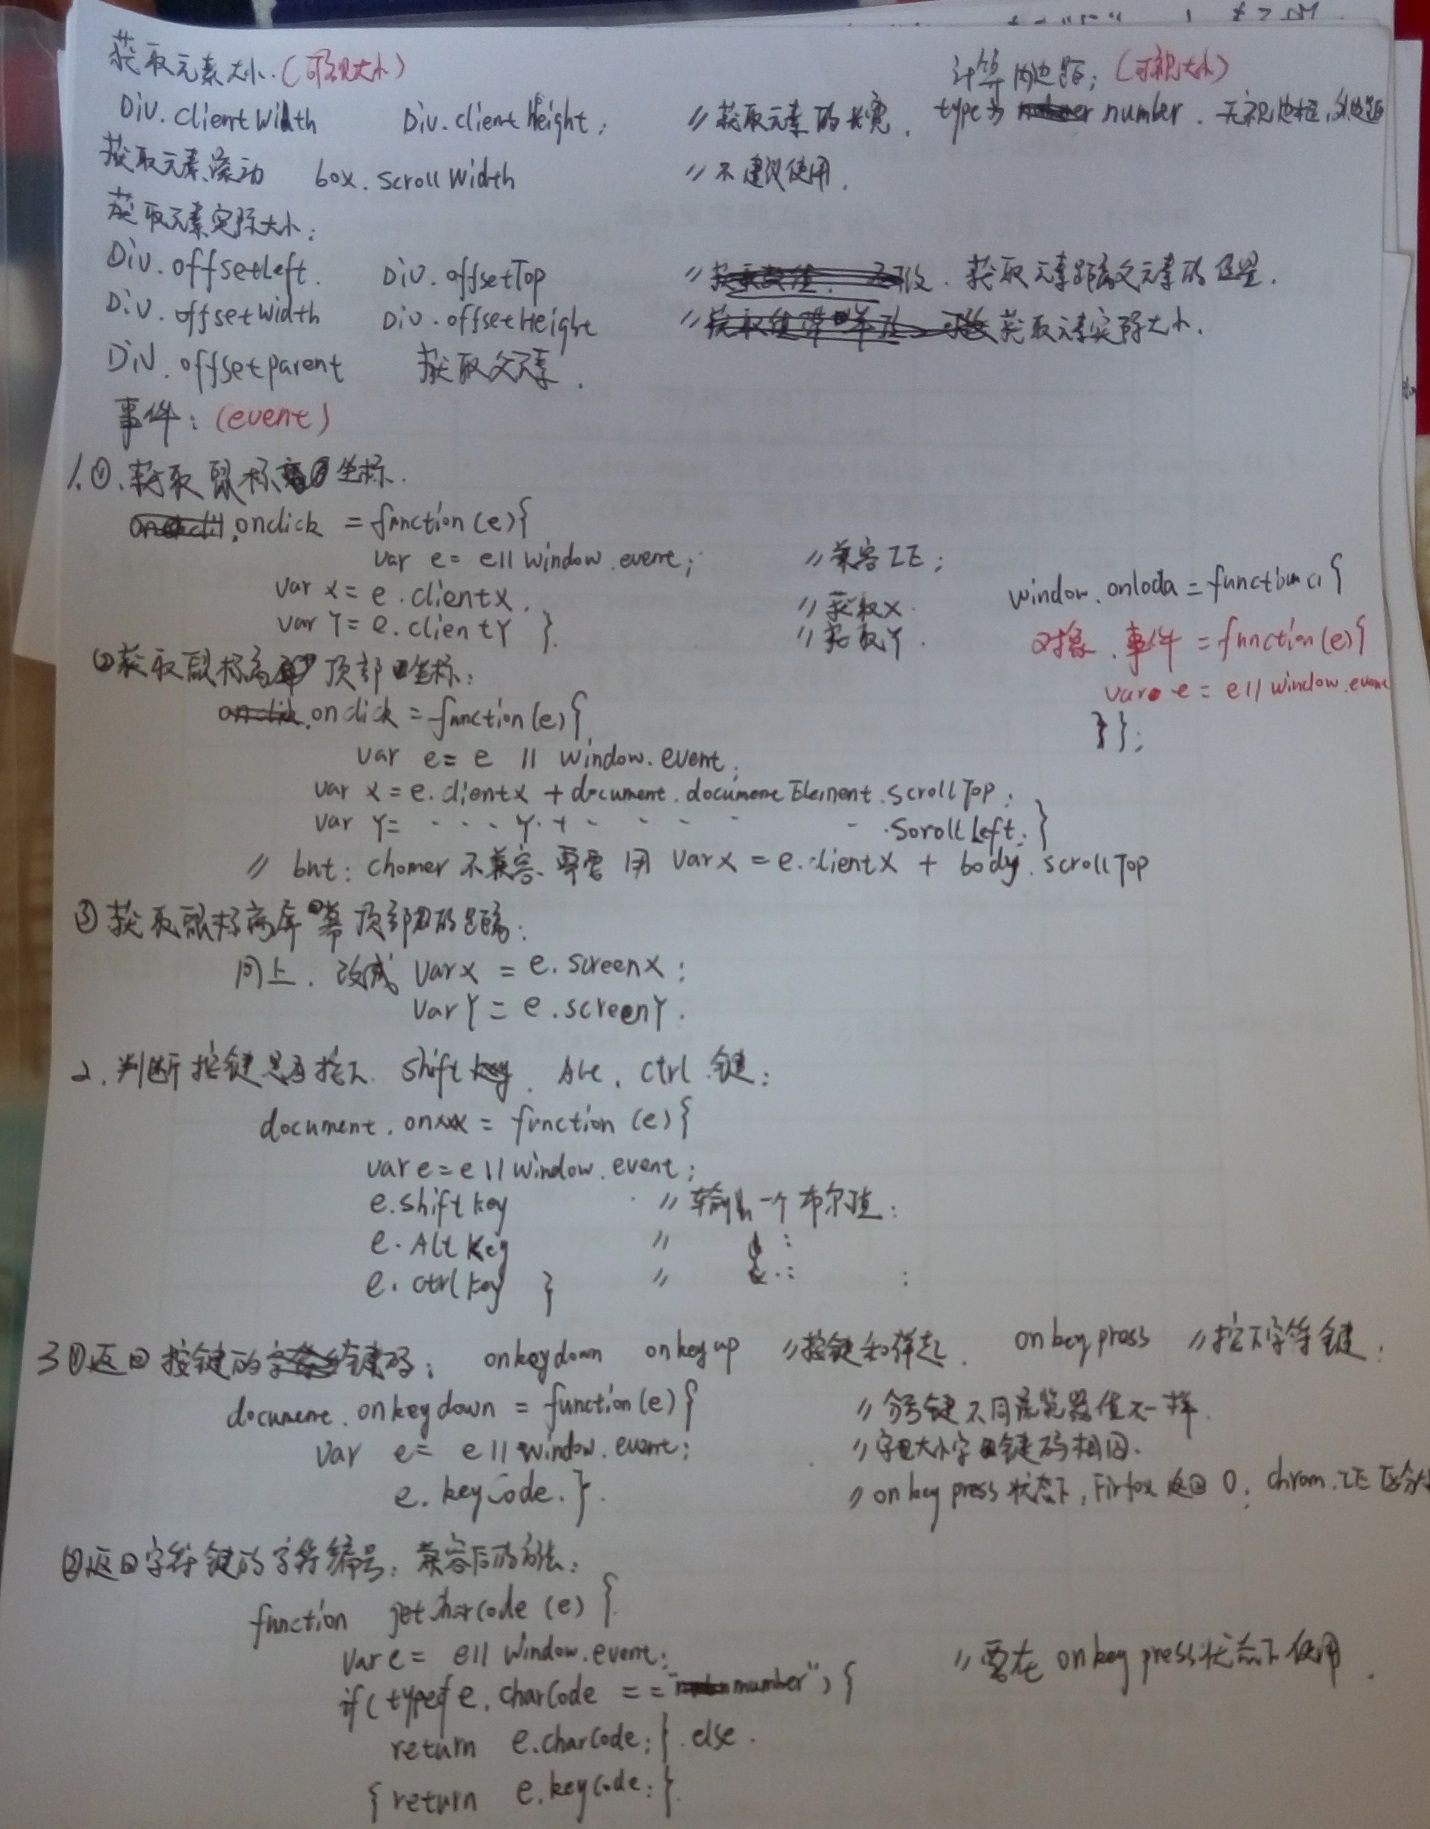 获取元素大小.(可视大小) 计算内边距;(可视大小)
Div.clientWidth Div.clientHeight; //获取元素的长宽. type为 number. 无视边框,外边距
获取元素滚动 box.scrollWidth //不建议使用.
获取元素实际大小:
Div.offsetLeft. Div.offsetTop // 获取元素距离父元素的位置.
Div.offsetWidth Div.offsetHeight // 获取元素实际大小.
Div.offsetparent 获取父元素.
事件:(event)
1.①.获取鼠标坐标.
.onclick = function(e){
var e= e|| window.event; //兼容IE;
var x= e.clientX. //获取X.
var Y= e.clientY }. //获取Y.
window.onloda = function(){
对象.事件 = function(e){
var e = e|| window.event
}};
②获取鼠标离顶部坐标:
.onclick = function(e){
var e= e || window.event;
var x = e.clientX + document.documentElement.scrollTop;
var Y= - - - Y.+ - - - - - - .SorollLeft.}
// bnt: chomer 不兼容.要需用 var x = e.clientX + body.scrollTop
③获取鼠标离屏幕顶部的距离:
同上.改成 var x = e.screenX;
var Y = e.screenY.
2.判断按键是否按下 shift. Alt. ctrl 键:
document.onxxx = function (e){
var e = e || window.event;
e.shiftkey //输出一个布尔值:
e.Altkey //
e.ctrlkey } //
3①返回按键的键码; onkeydown onkeyup //按键和弹起. onkeypress //按下字符键;
document.onkeydown = function(e){ //分号键不同浏览器值不一样.
var e= e || window.event; //字母大小字键码相同.
e.keyCode.}. //onkeypress状态下,Firfox返回0; chrom.IE区分大
②返回字符键的字符编号;兼容后的方法:
function getcharCode (e) {
var e= e|| window.event; //要在onkeypress状态下使用.
if( typeof e.charCode == "mumber"){
return e.charCode;}.else.
{ return e.keyCode;}.